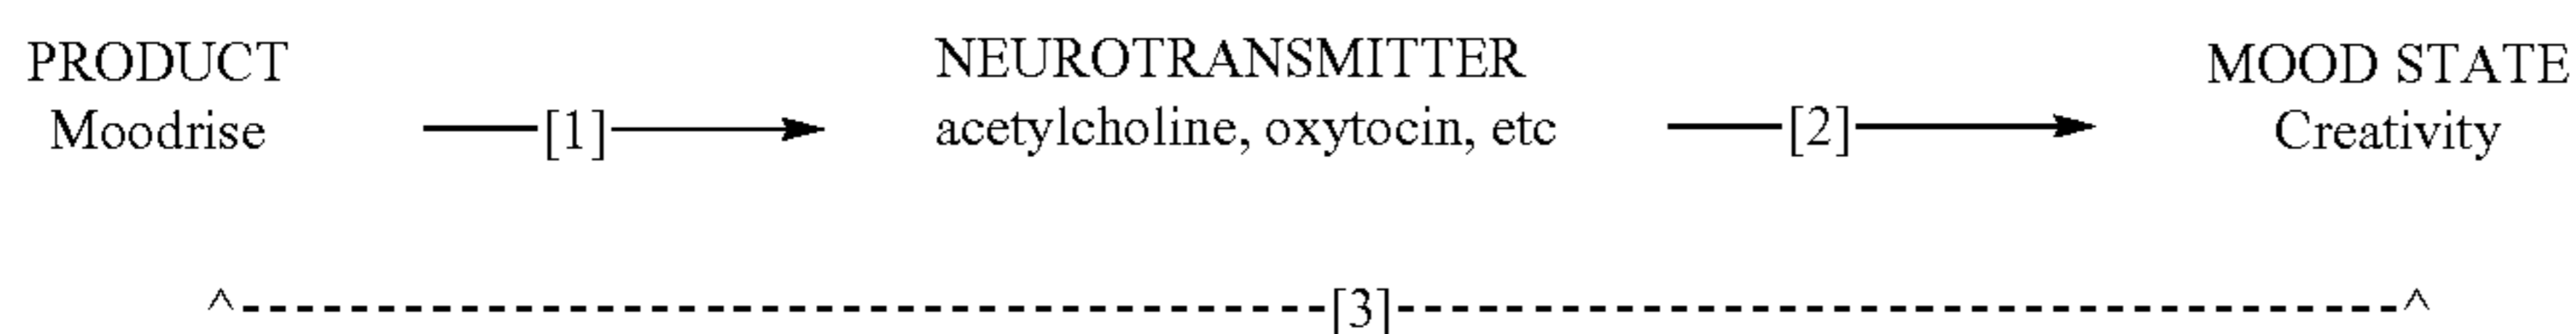 PRODUCT NEUROTRANSMITTER MOOD STATE
Moodrise [1] acetylcholine, oxytocin, etc [2] Creativity
^ [3] ^